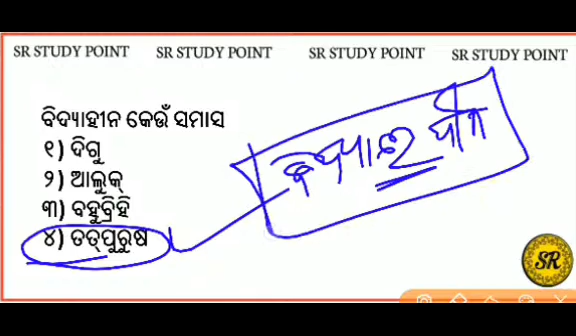 SR STUDY POINT SR STUDY POINT SR STUDY POINT SR STUDY POINT
ବିଦ୍ୟାହୀନ କେଉଁ ସମାସ
୧) ଦିଗୁ
୨) ଆଲୁକ୍
୩) ବହୁବ୍ରିହି
୪) ତତ୍ପୁରୁଷ
ବିଦ୍ୟାରେ ହୀନ
SR